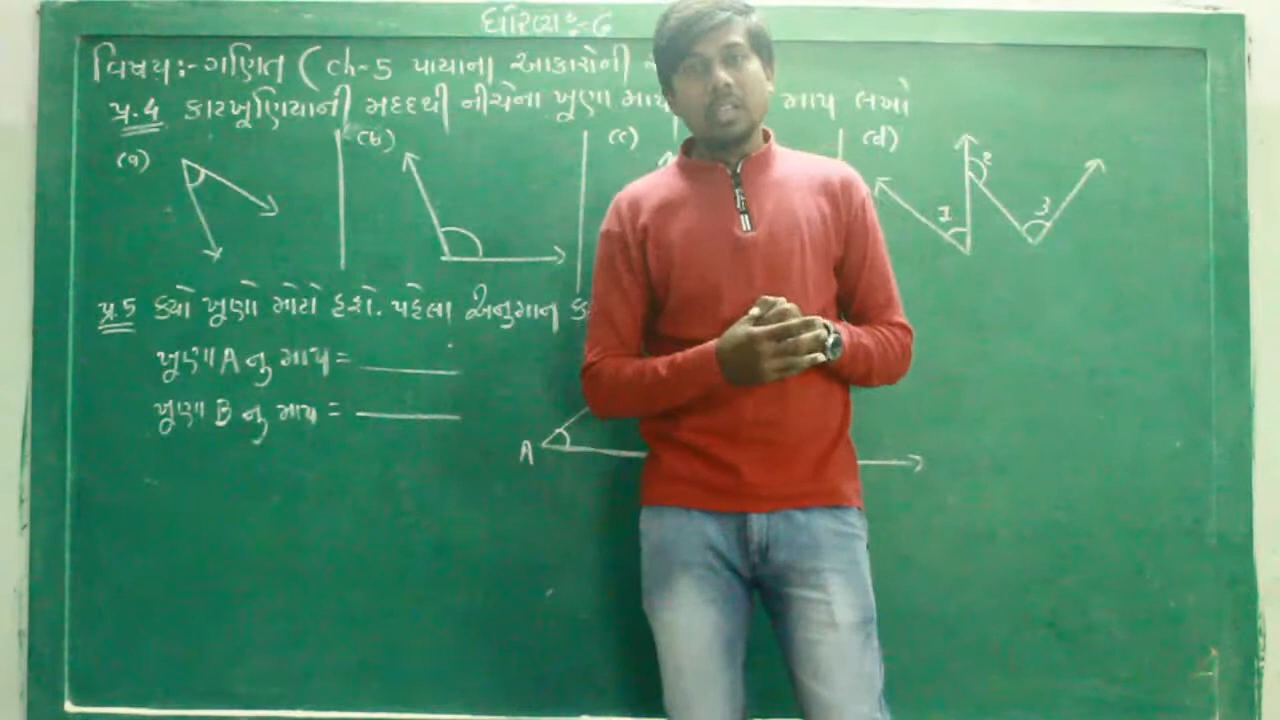 ધોરણ:-6
વિષય:- ગણિત ( ch-5 પાયાના આકારોની
પ્ર.4 કાટખૂણિયાની મદદથી નીચેના ખૂણા માપ લખો
(a) (b) (c) (d)
1 2 3
પ્ર.5 કયો ખૂણો મોટો હશે. પહેલા અનુમાન
ખૂણા A નુ માપ = ______
ખૂણા B નુ માપ = ______
A